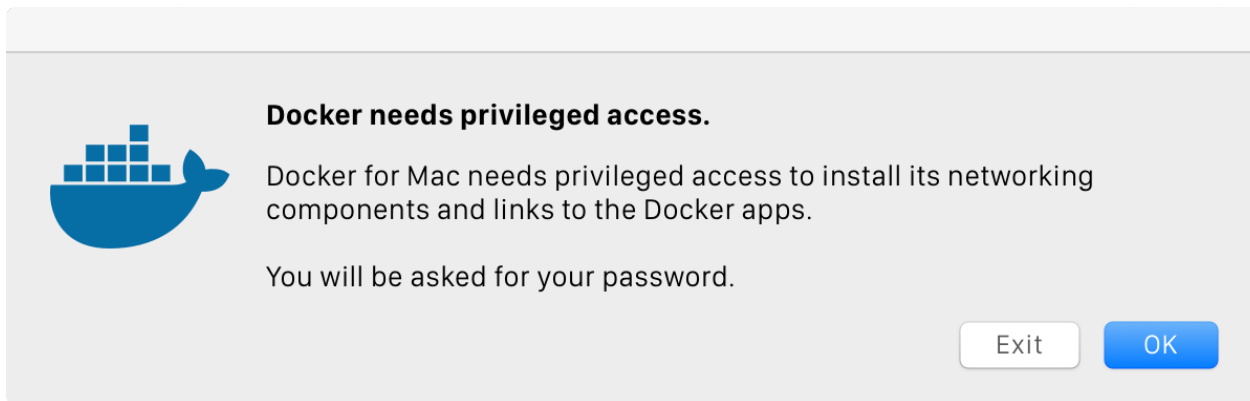 Docker needs privileged access.
Docker for Mac needs privileged access to install its networking
components and links to the Docker apps.
You will be asked for your password.
Exit
OK